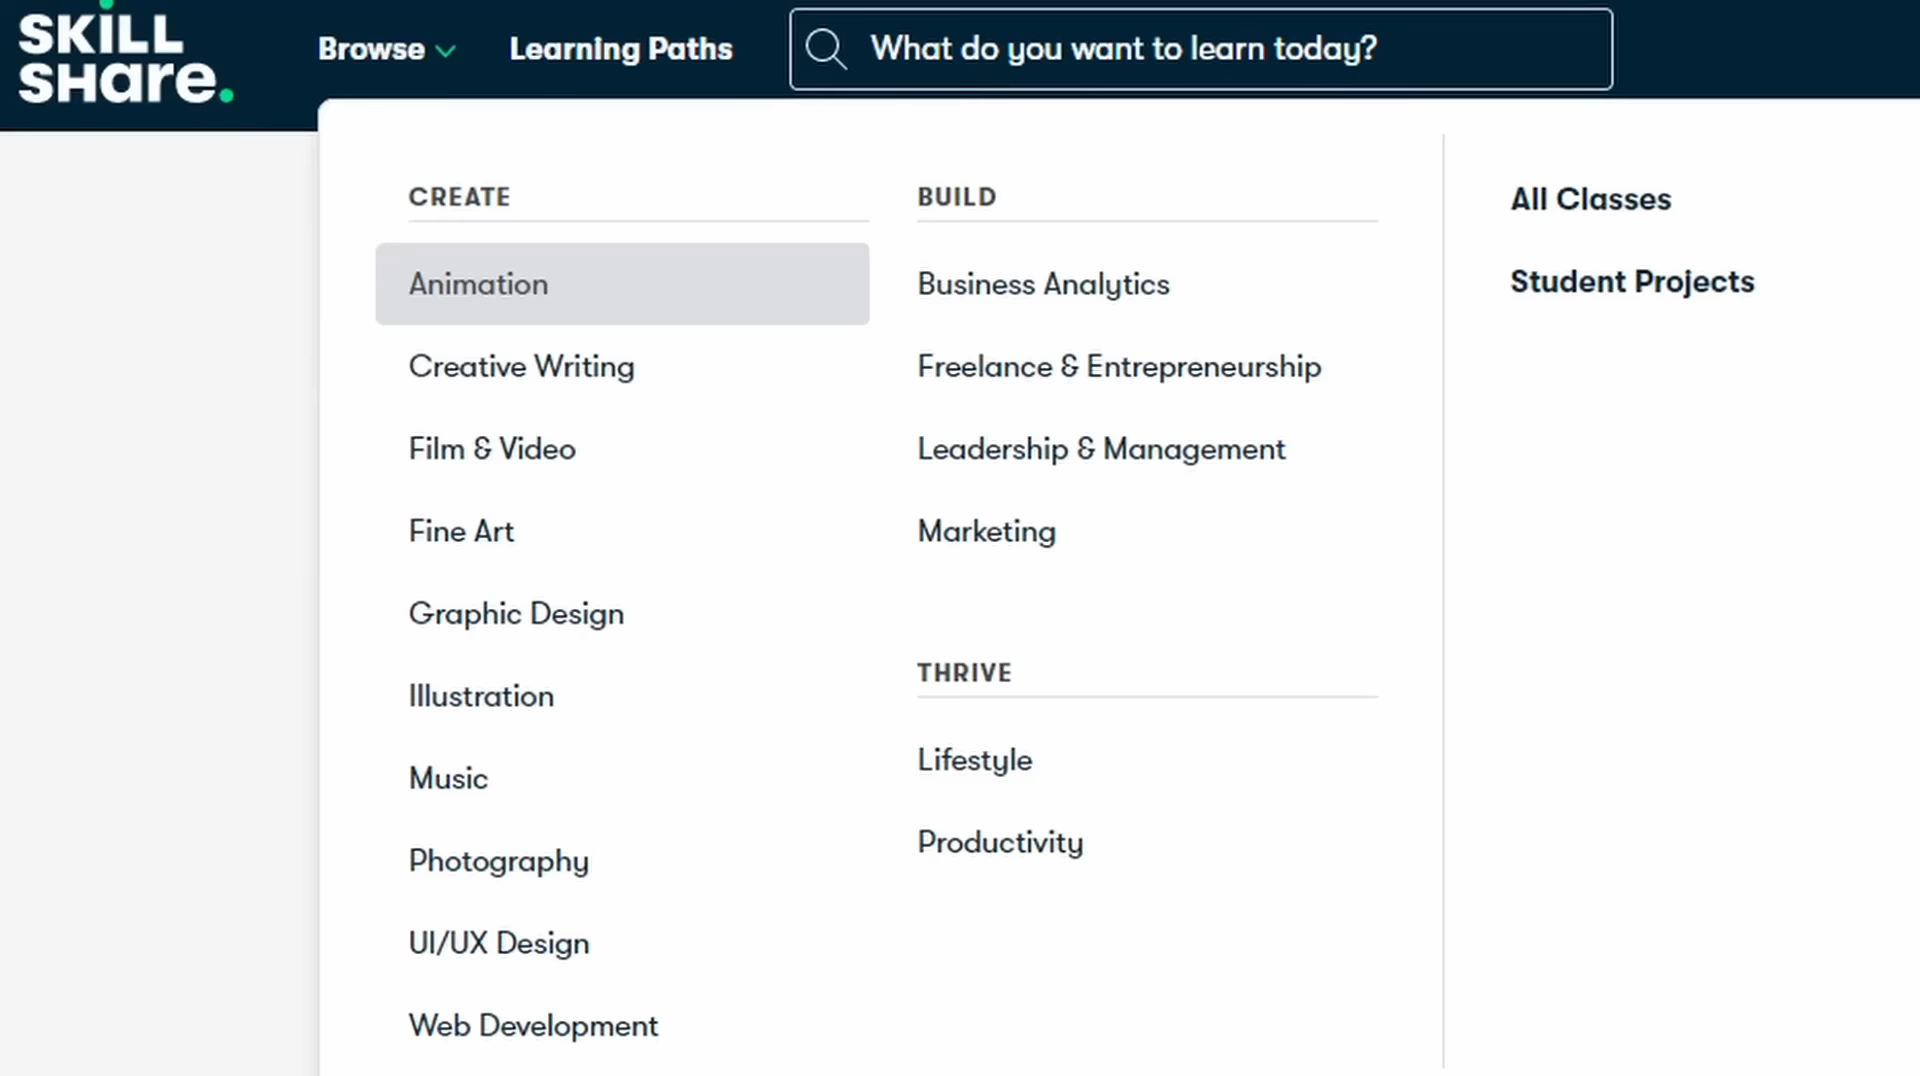 SKILL
SHare.
Browse
Learning Paths
What do you want to learn today?
CREATE
Animation
Creative Writing
Film & Video
Fine Art
Graphic Design
Illustration
Music
Photography
UI/UX Design
Web Development
BUILD
Business Analytics
Freelance & Entrepreneurship
Leadership & Management
Marketing
THRIVE
Lifestyle
Productivity
All Classes
Student Projects